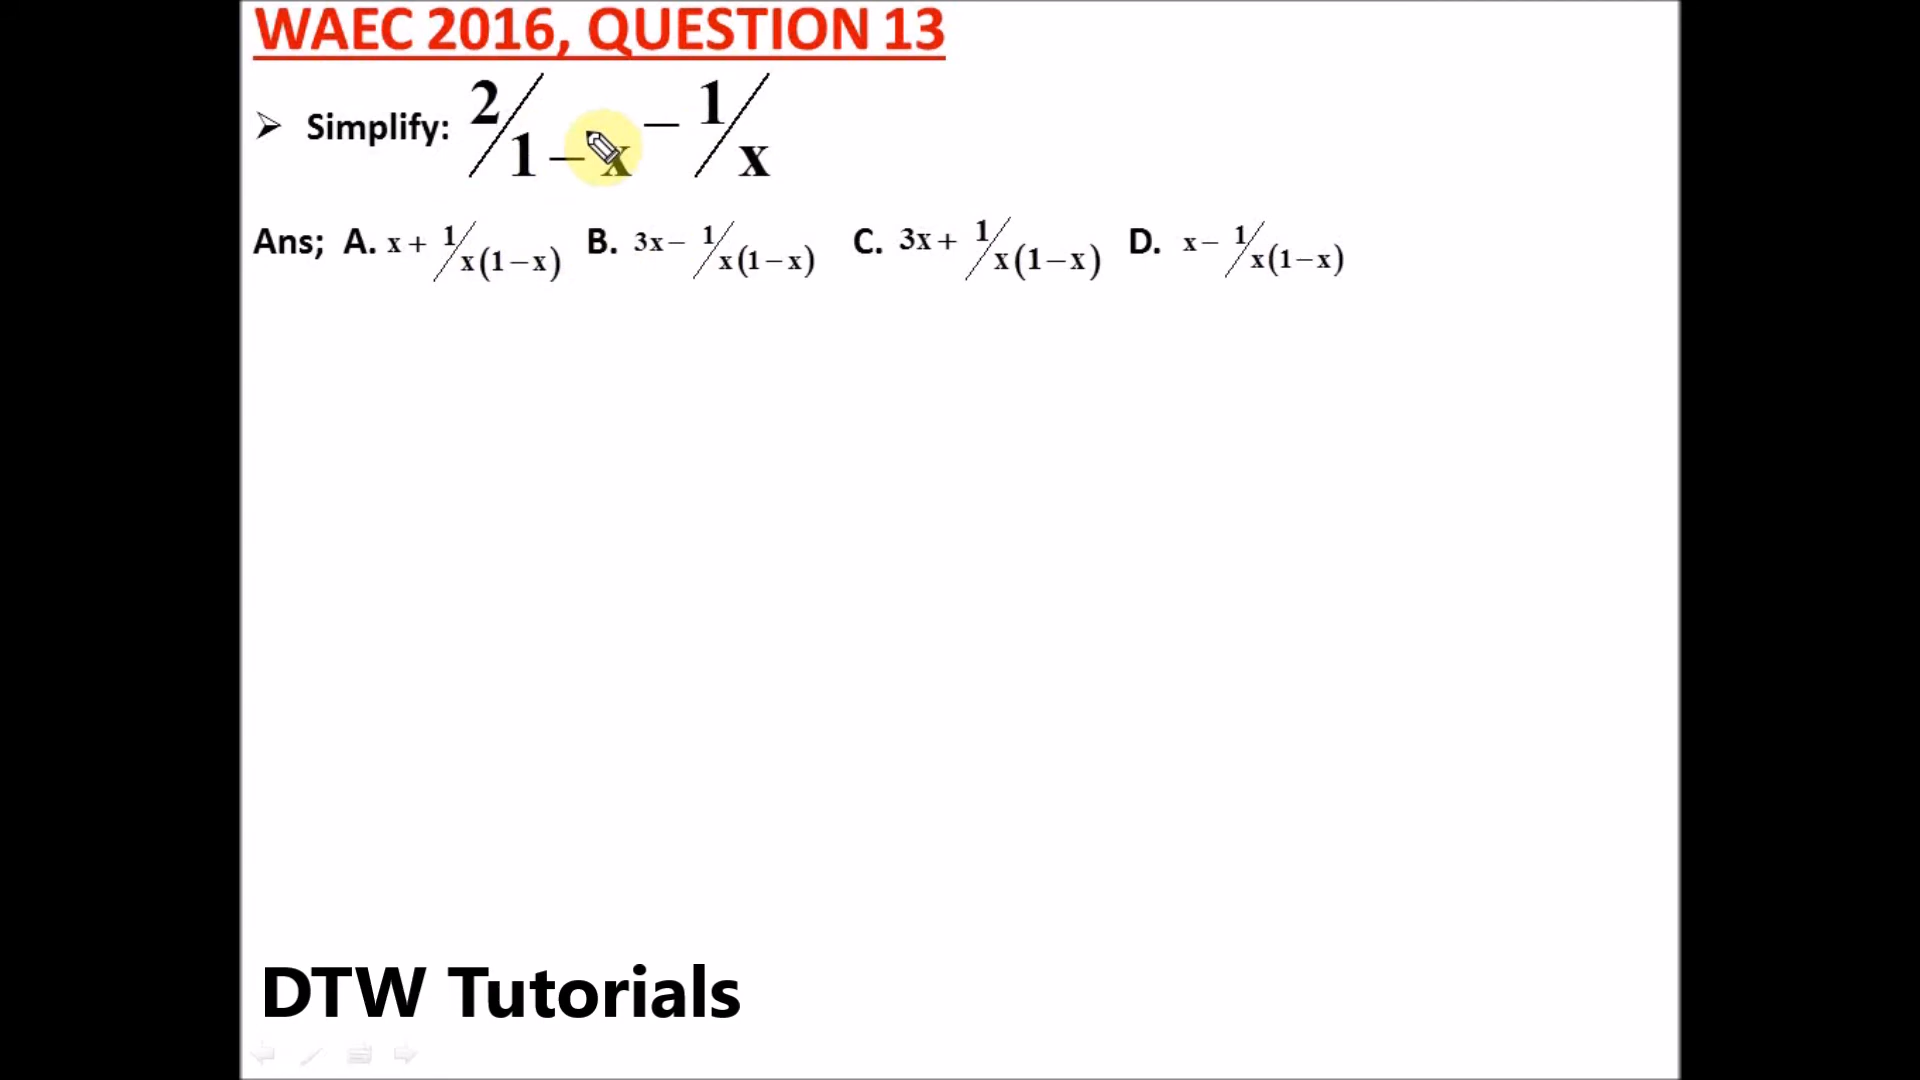 WAEC 2016, QUESTION 13
➢ Simplify: 2/1−x − 1/x
Ans; A. x+ 1/x(1−x) B. 3x− 1/x(1−x) C. 3x+ 1/x(1−x) D. x− 1/x(1−x)
DTW Tutorials